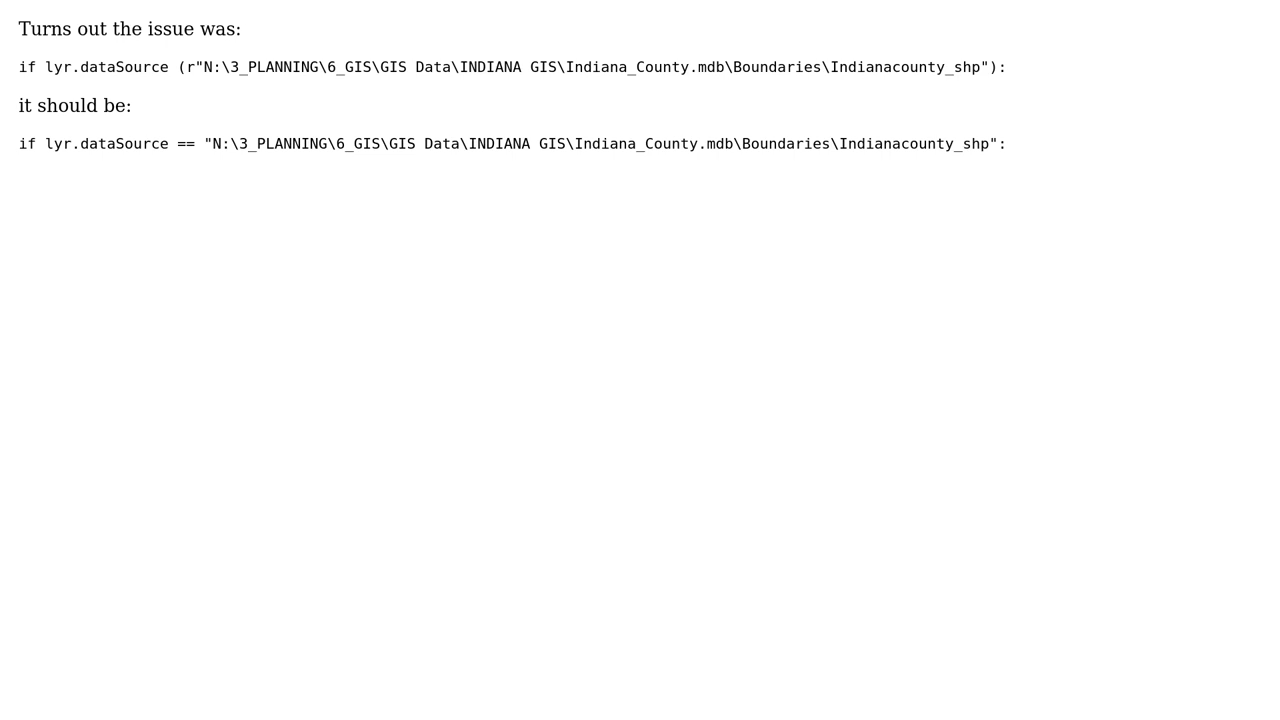 Turns out the issue was:
if lyr.dataSource (r"N:\3_PLANNING\6_GIS\GIS Data\INDIANA GIS\Indiana_County.mdb\Boundaries\Indianacounty_shp"):
it should be:
if lyr.dataSource == "N:\3_PLANNING\6_GIS\GIS Data\INDIANA GIS\Indiana_County.mdb\Boundaries\Indianacounty_shp":